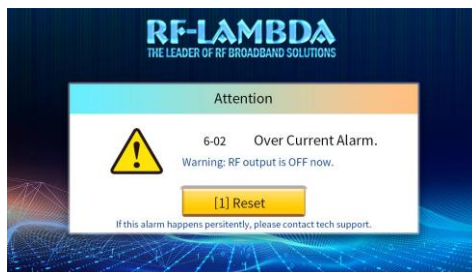 RF-LAMBDA
THE LEADER OF RF BROADBAND SOLUTIONS
Attention
6-02 Over Current Alarm.
Warning: RF output is OFF now.
[1] Reset
If this alarm happens persitently, please contact tech support.